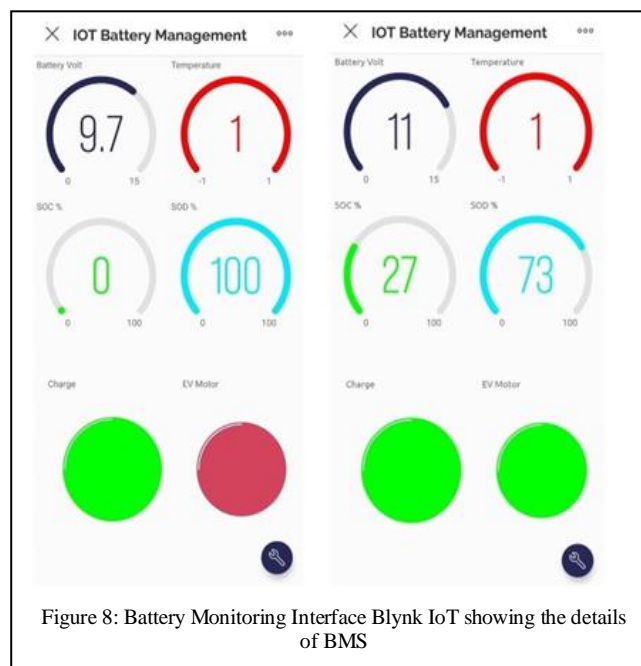 IOT Battery Management
Battery Volt Temperature
9.7 1
0 15 -1 1
SOC % SOD %
0 100
0 100 0 100
Charge EV Motor
IOT Battery Management
Battery Volt Temperature
11 1
0 15 -1 1
SOC % SOD %
27 73
0 100 0 100
Charge EV Motor
Figure 8: Battery Monitoring Interface Blynk IoT showing the details
of BMS